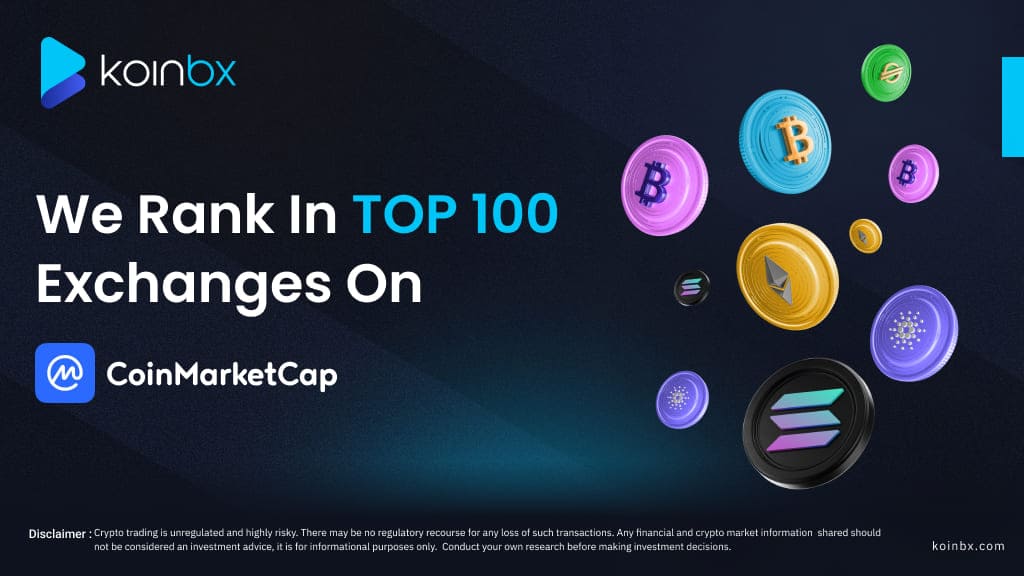 koinbx
We Rank In TOP 100
Exchanges On
CoinMarketCap
Disclaimer : Crypto trading is unregulated and highly risky. There may be no regulatory recourse for any loss of such transactions. Any financial and crypto market information shared should
not be considered an investment advice, it is for informational purposes only. Conduct your own research before making investment decisions.
koinbx.com